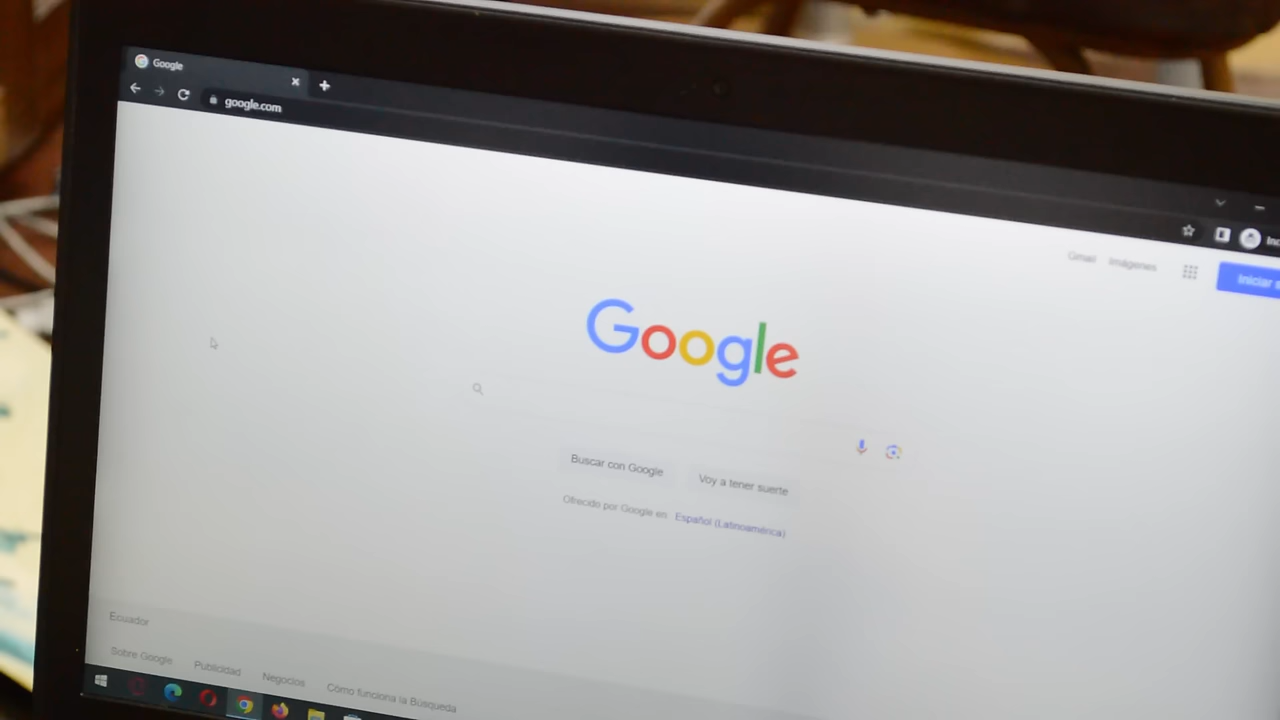 Google
google.com
Gmail Imágenes
Iniciar
Google
Buscar con Google Voy a tener suerte
Ofrecido por Google en Español (Latinoamérica)
Ecuador
Sobre Google Publicidad Negocios Cómo funciona la Búsqueda